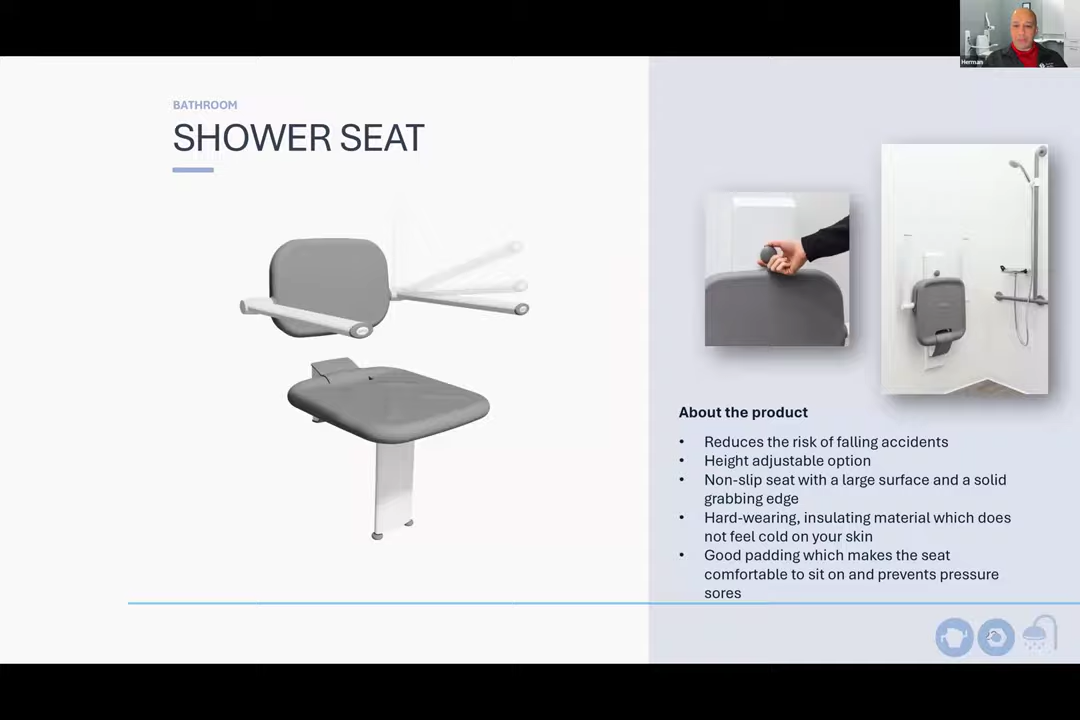 Herman
BATHROOM
SHOWER SEAT
About the product
• Reduces the risk of falling accidents
• Height adjustable option
• Non-slip seat with a large surface and a solid
grabbing edge
• Hard-wearing, insulating material which does
not feel cold on your skin
• Good padding which makes the seat
comfortable to sit on and prevents pressure
sores